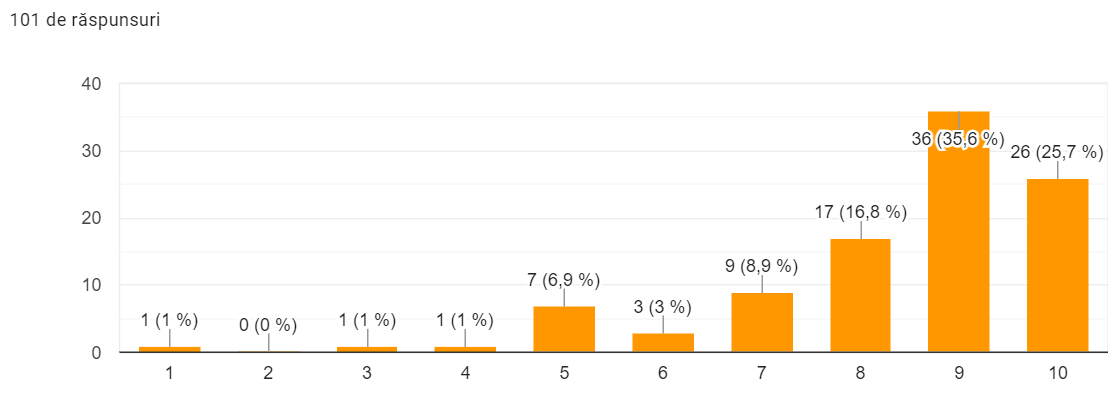 101 de răspunsuri
40
30
20
10
0
1 (1 %)
0 (0 %)
1 (1 %)
1 (1 %)
7 (6,9 %)
3 (3 %)
9 (8,9 %)
17 (16,8 %)
36 (35,6 %)
26 (25,7 %)
1 2 3 4 5 6 7 8 9 10